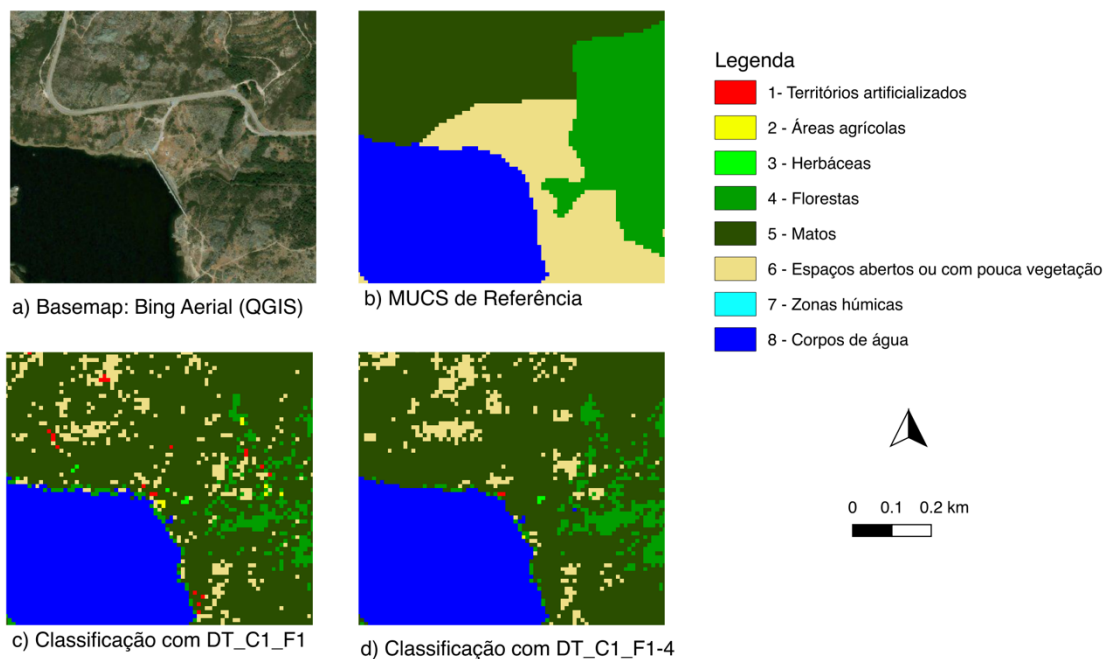 a) Basemap: Bing Aerial (QGIS)
b) MUCS de Referência
Legenda
1- Territórios artificializados
2 - Áreas agrícolas
3 - Herbáceas
4 - Florestas
5 - Matos
6 - Espaços abertos ou com pouca vegetação
7 - Zonas húmicas
8 - Corpos de água
0 0.1 0.2 km
c) Classificação com DT_C1_F1
d) Classificação com DT_C1_F1-4